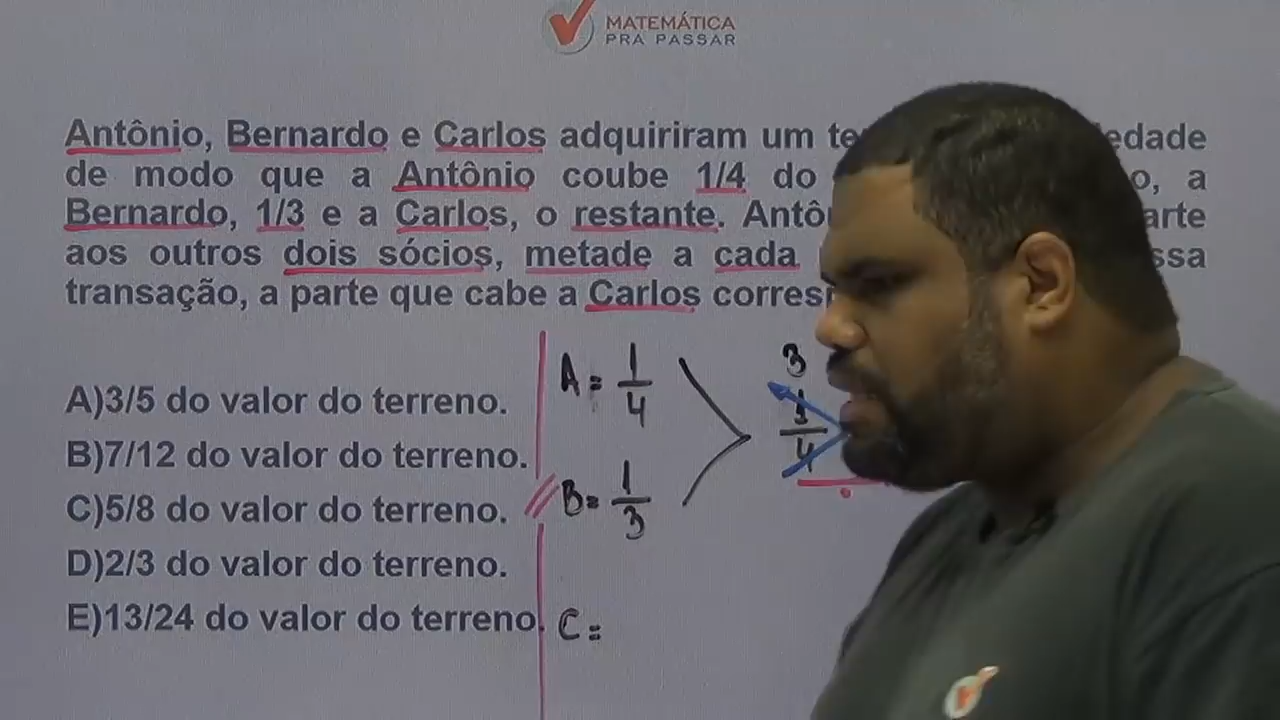 MATEMÁTICA
PRA PASSAR
Antônio, Bernardo e Carlos adquiriram um
de modo que a Antônio coube 1/4 do a
Bernardo, 1/3 e a Carlos, o restante.
aos outros dois sócios, metade a cada
transação, a parte que cabe a Carlos
A)3/5 do valor do terreno.
B)7/12 do valor do terreno.
C)5/8 do valor do terreno.
D)2/3 do valor do terreno.
E)13/24 do valor do terreno.
A = 1/4
B = 1/3
C =
3
1/4